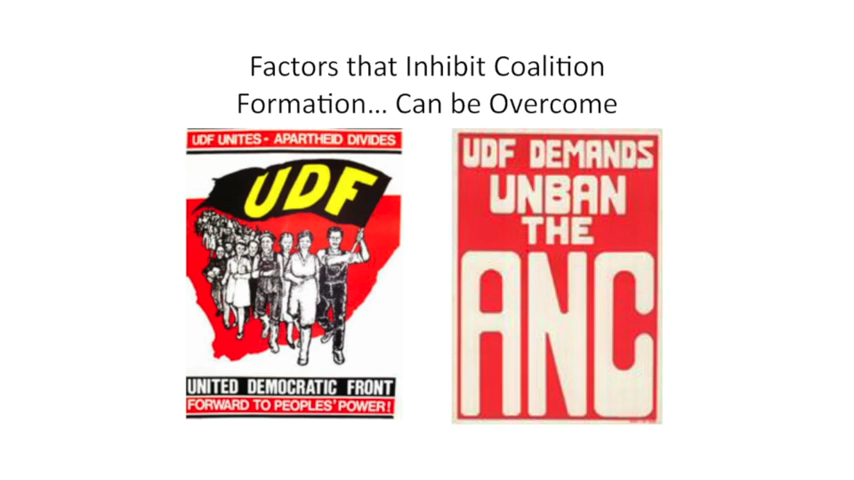 Factors that Inhibit Coalition
Formation... Can be Overcome
UDF UNITES - APARTHEID DIVIDES
UDF
UNITED DEMOCRATIC FRONT
FORWARD TO PEOPLES' POWER!
UDF DEMANDS
UNBAN
THE
ANC